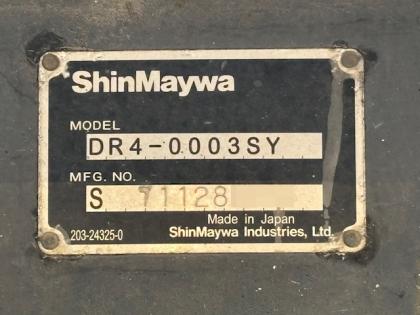 ShinMaywa
MODEL
DR4-0003SY
MFG. NO.
S 71128
Made in Japan
203-24325-0 ShinMaywa Industries, Ltd.